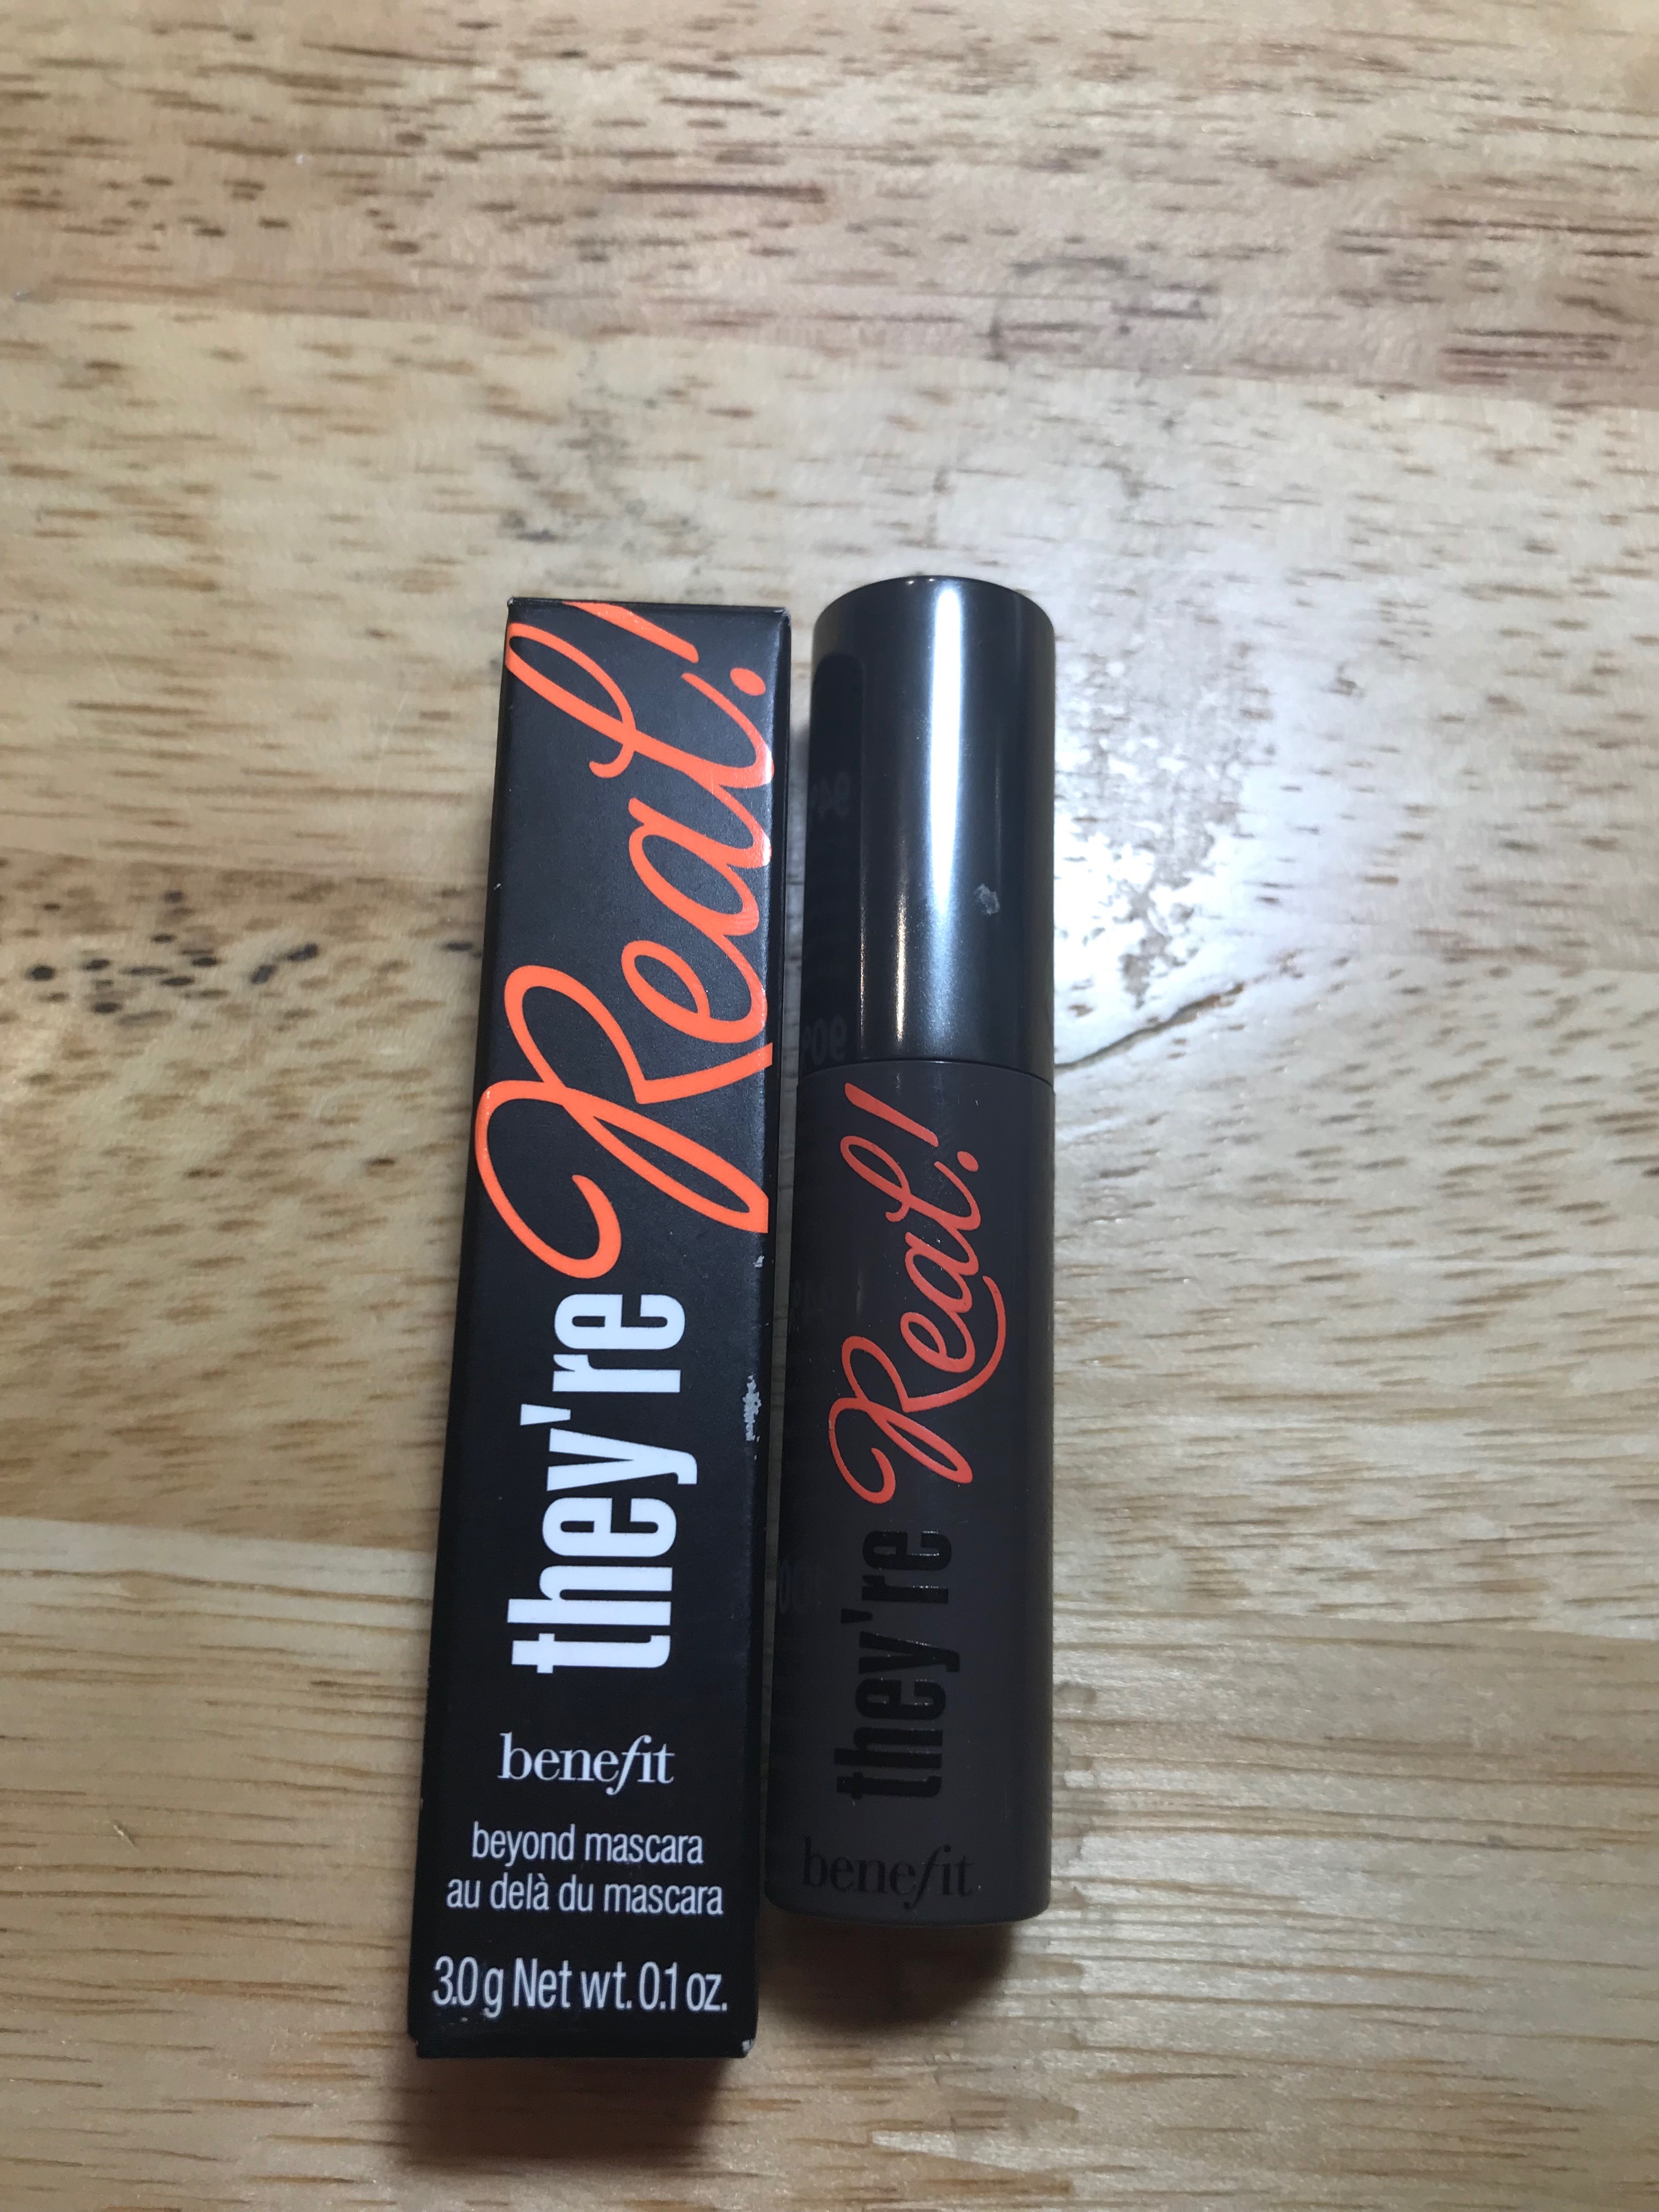 they're Real!
benefit
beyond mascara
au delà du mascara
3.0 g Net wt. 0.1 oz.
they're Real!
benefit